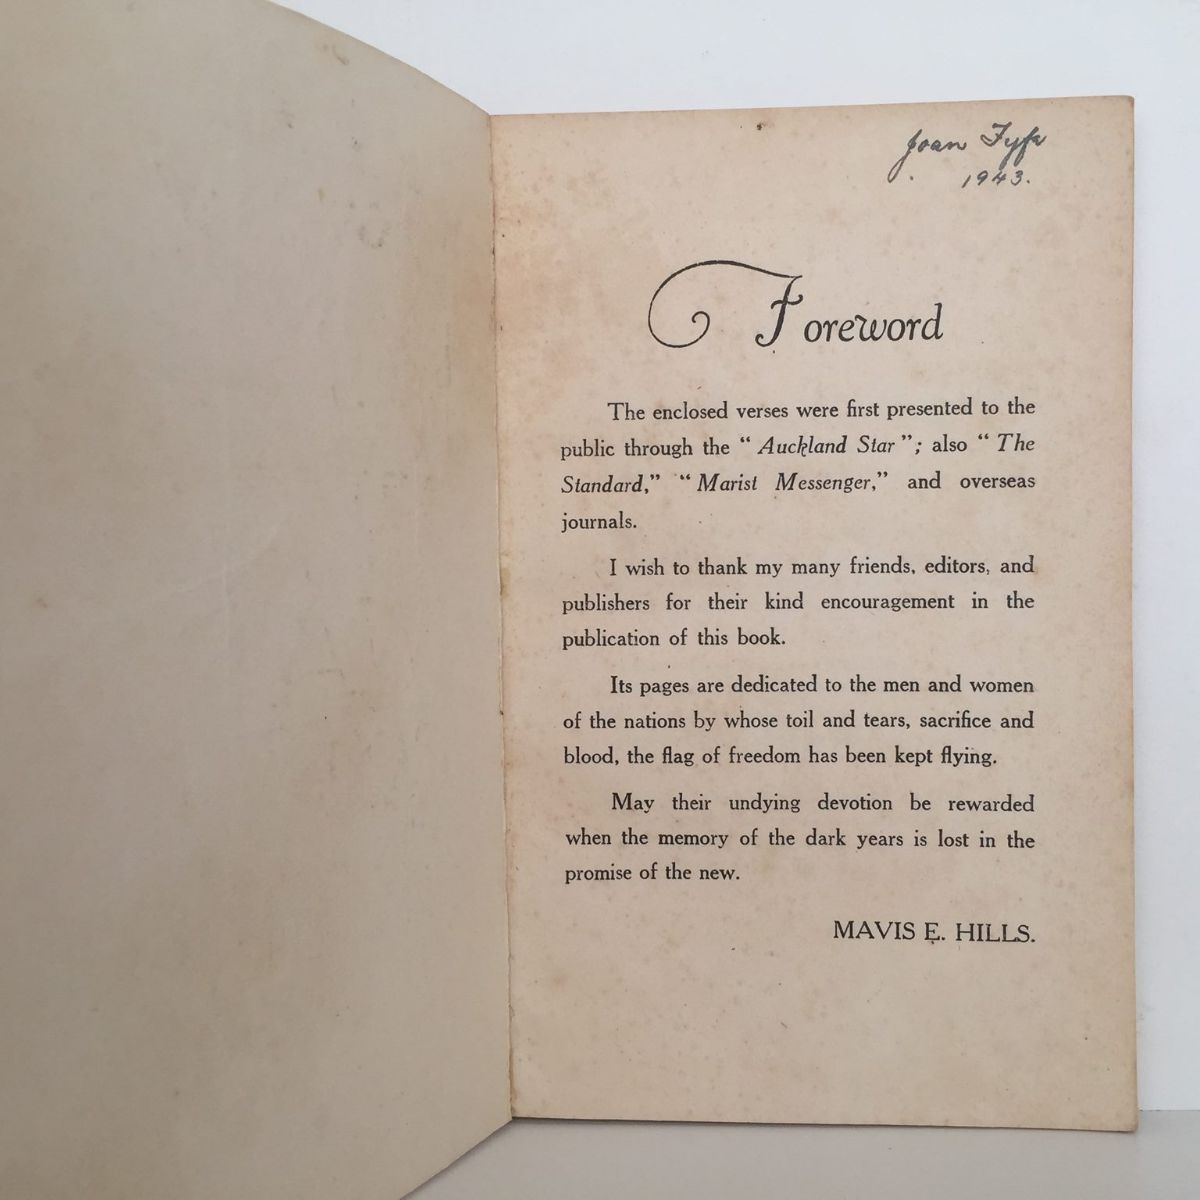 Joan Fyfe
1943.
Foreword
The enclosed verses were first presented to the
public through the “ Auckland Star ”; also “ The
Standard,” “ Marist Messenger,” and overseas
journals.
I wish to thank my many friends, editors, and
publishers for their kind encouragement in the
publication of this book.
Its pages are dedicated to the men and women
of the nations by whose toil and tears, sacrifice and
blood, the flag of freedom has been kept flying.
May their undying devotion be rewarded
when the memory of the dark years is lost in the
promise of the new.
MAVIS E. HILLS.